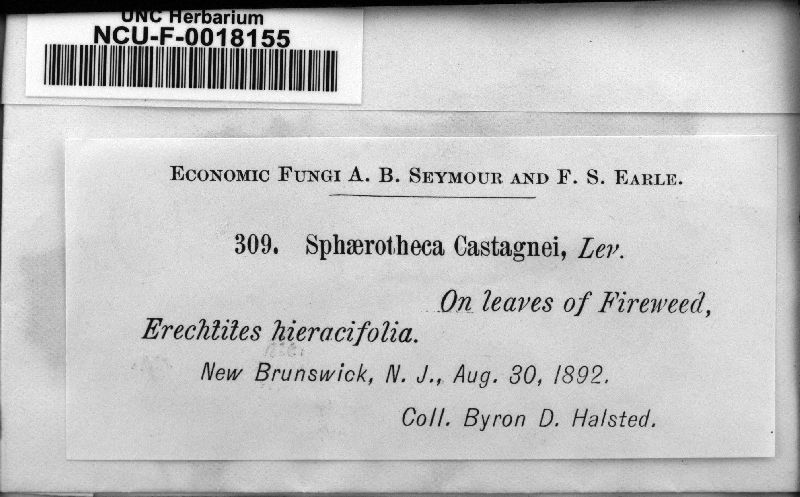 UNC Herbarium
NCU-F-0018155
Economic Fungi A. B. Seymour and F. S. Earle.
309. Sphærotheca Castagnei, Lev.
On leaves of Fireweed,
Erechtites hieracifolia.
New Brunswick, N. J., Aug. 30, 1892.
Coll. Byron D. Halsted.